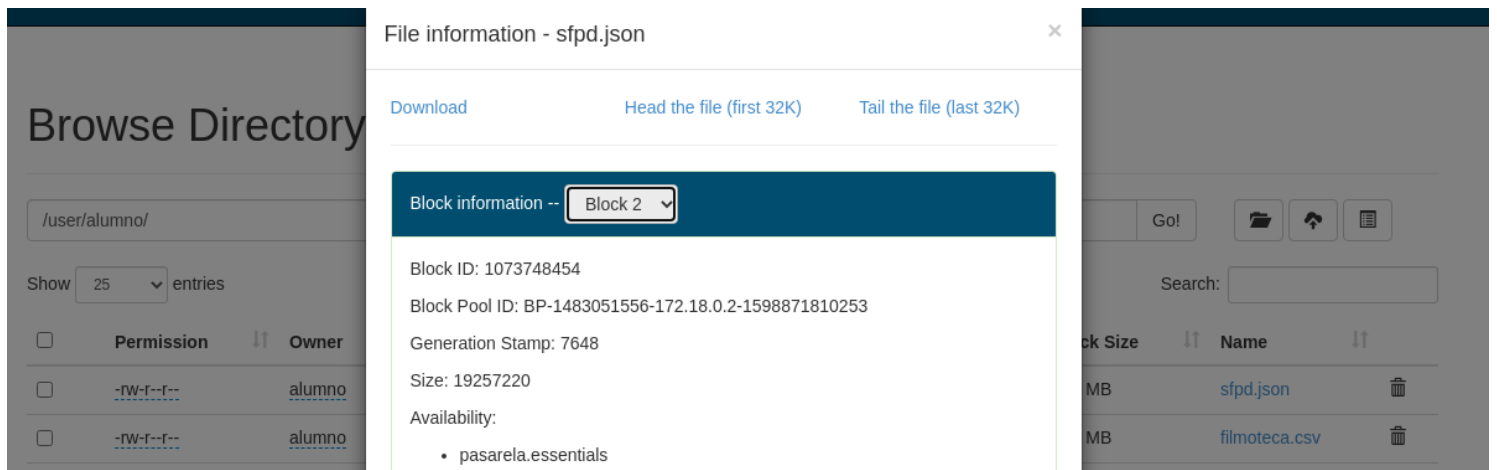 File information - sfpd.json
×
Download Head the file (first 32K) Tail the file (last 32K)
Browse Directory
Block information -- Block 2
/user/alumno/ Go!
Block ID: 1073748454
Show 25 entries Search:
Block Pool ID: BP-1483051556-172.18.0.2-1598871810253
Permission Owner ck Size Name
Generation Stamp: 7648
Size: 19257220
-rw-r--r-- alumno MB sfpd.json
Availability:
-rw-r--r-- alumno MB filmoteca.csv
• pasarela.essentials